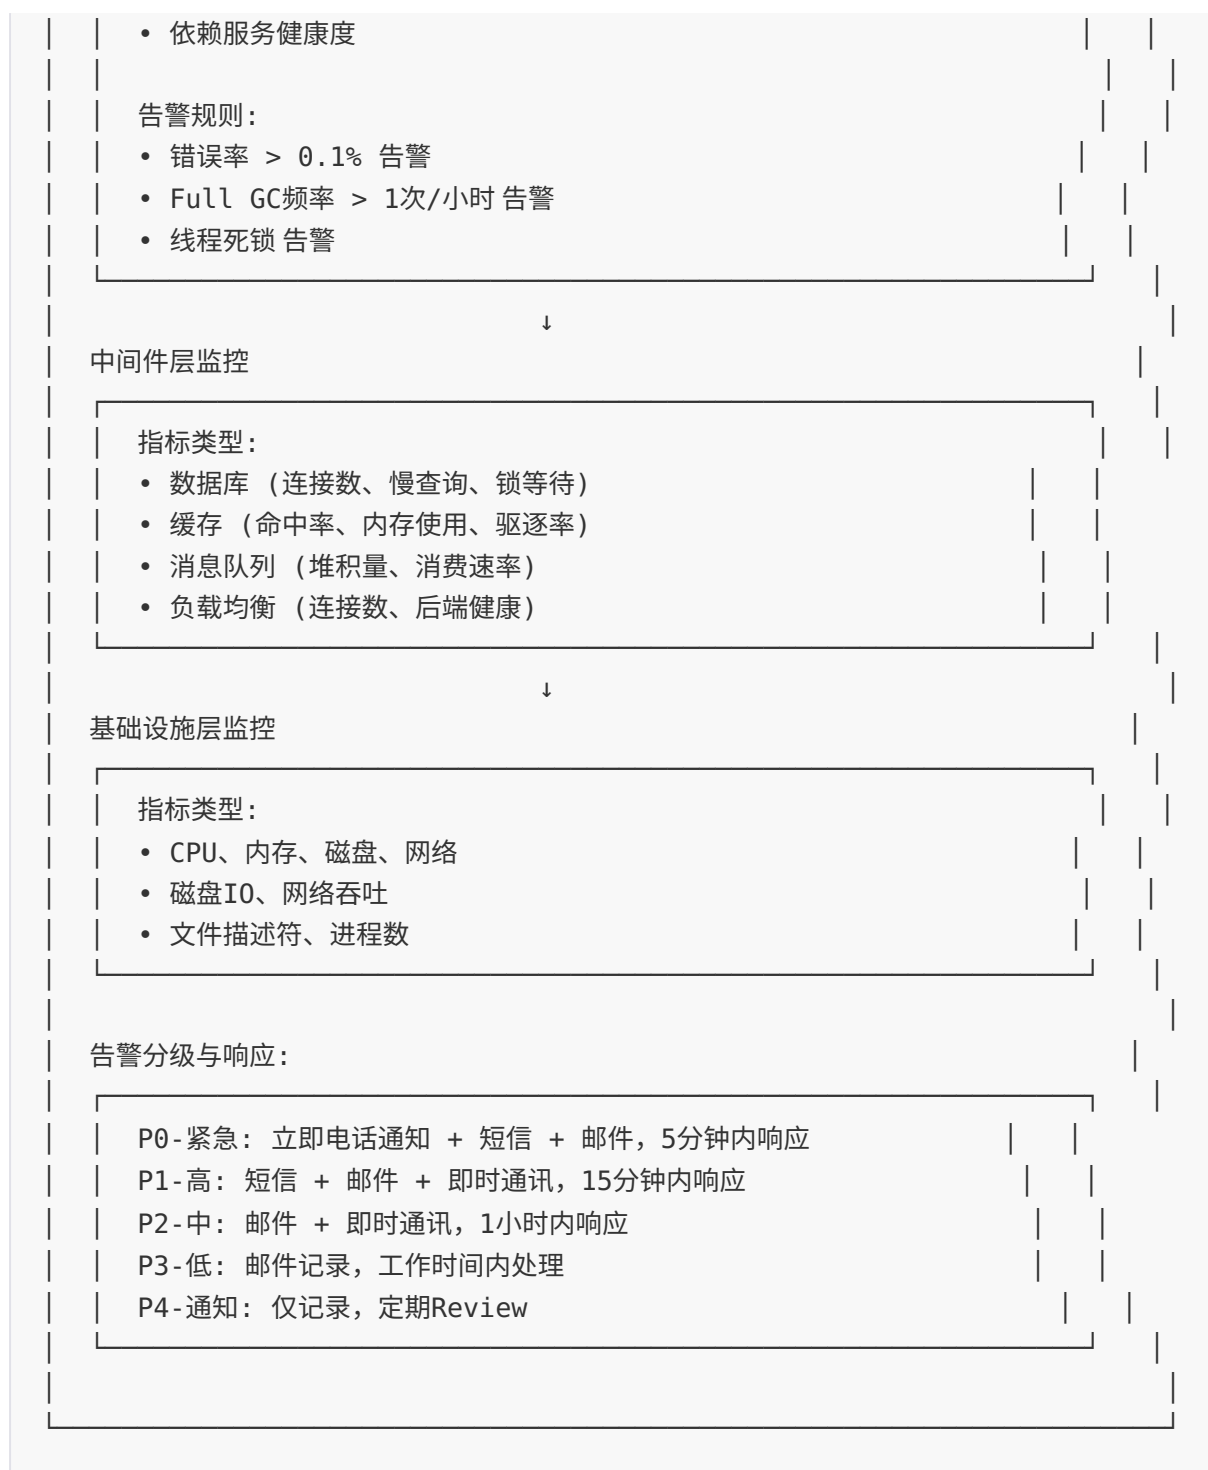 • 依赖服务健康度
告警规则:
• 错误率 > 0.1% 告警
• Full GC频率 > 1次/小时 告警
• 线程死锁 告警
↓
中间件层监控
指标类型:
• 数据库 (连接数、慢查询、锁等待)
• 缓存 (命中率、内存使用、驱逐率)
• 消息队列 (堆积量、消费速率)
• 负载均衡 (连接数、后端健康)
↓
基础设施层监控
指标类型:
• CPU、内存、磁盘、网络
• 磁盘IO、网络吞吐
• 文件描述符、进程数
告警分级与响应:
P0-紧急: 立即电话通知 + 短信 + 邮件，5分钟内响应
P1-高: 短信 + 邮件 + 即时通讯，15分钟内响应
P2-中: 邮件 + 即时通讯，1小时内响应
P3-低: 邮件记录，工作时间内处理
P4-通知: 仅记录，定期Review